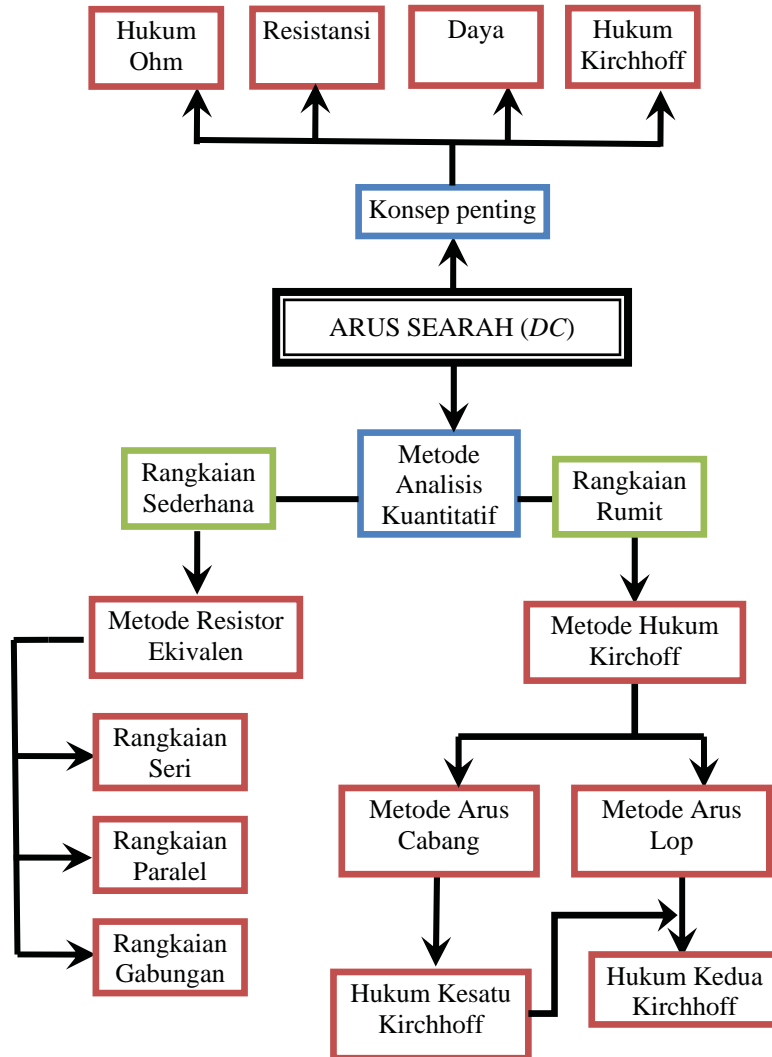 Hukum
Ohm
Resistansi
Daya
Hukum
Kirchhoff
Konsep penting
ARUS SEARAH (DC)
Rangkaian
Sederhana
Metode
Analisis
Kuantitatif
Rangkaian
Rumit
Metode Resistor
Ekivalen
Metode Hukum
Kirchoff
Rangkaian
Seri
Rangkaian
Paralel
Rangkaian
Gabungan
Metode Arus
Cabang
Metode Arus
Lop
Hukum Kesatu
Kirchhoff
Hukum Kedua
Kirchhoff